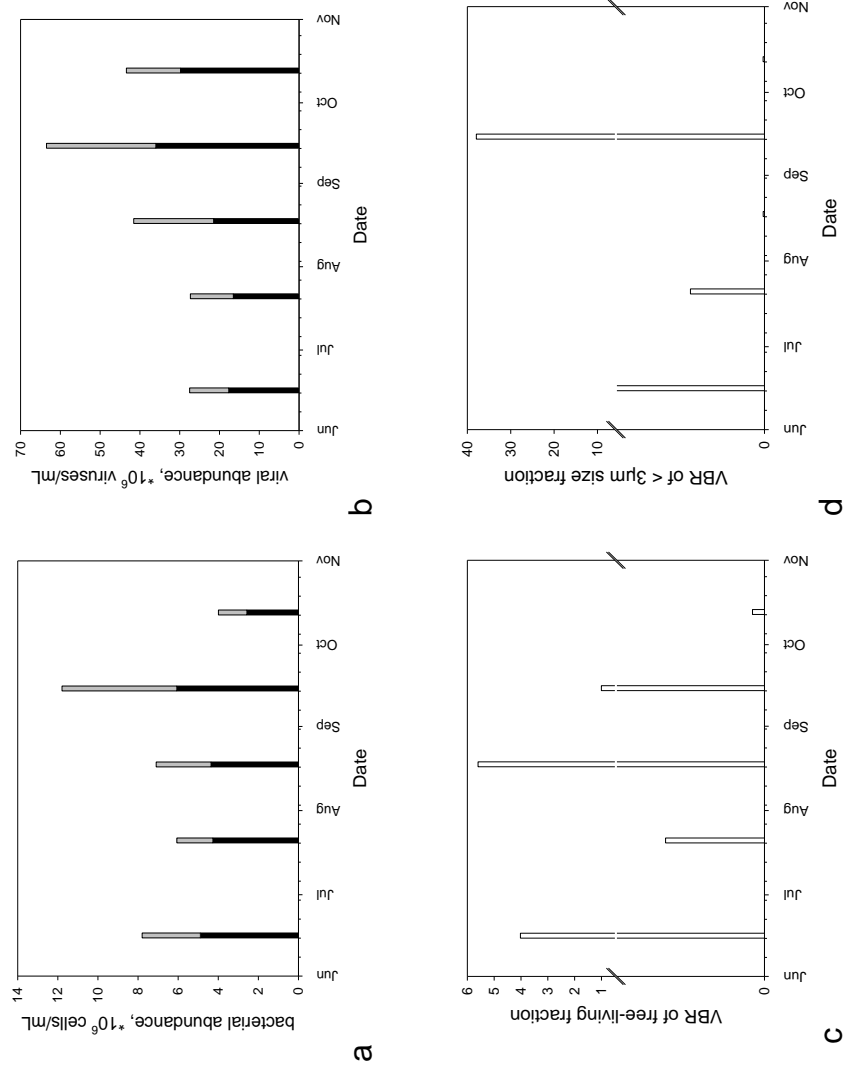 a
14
12
10
8
6
4
2
0
bacterial abundance, *10⁶ cells/mL
Jun
Jul
Aug
Sep
Oct
Nov
Date
b
70
60
50
40
30
20
10
0
viral abundance, *10⁶ viruses/mL
Jun
Jul
Aug
Sep
Oct
Nov
Date
c
6
5
4
3
2
1
0
VBR of free-living fraction
Jun
Jul
Aug
Sep
Oct
Nov
Date
d
40
30
20
10
0
VBR of < 3µm size fraction
Jun
Jul
Aug
Sep
Oct
Nov
Date